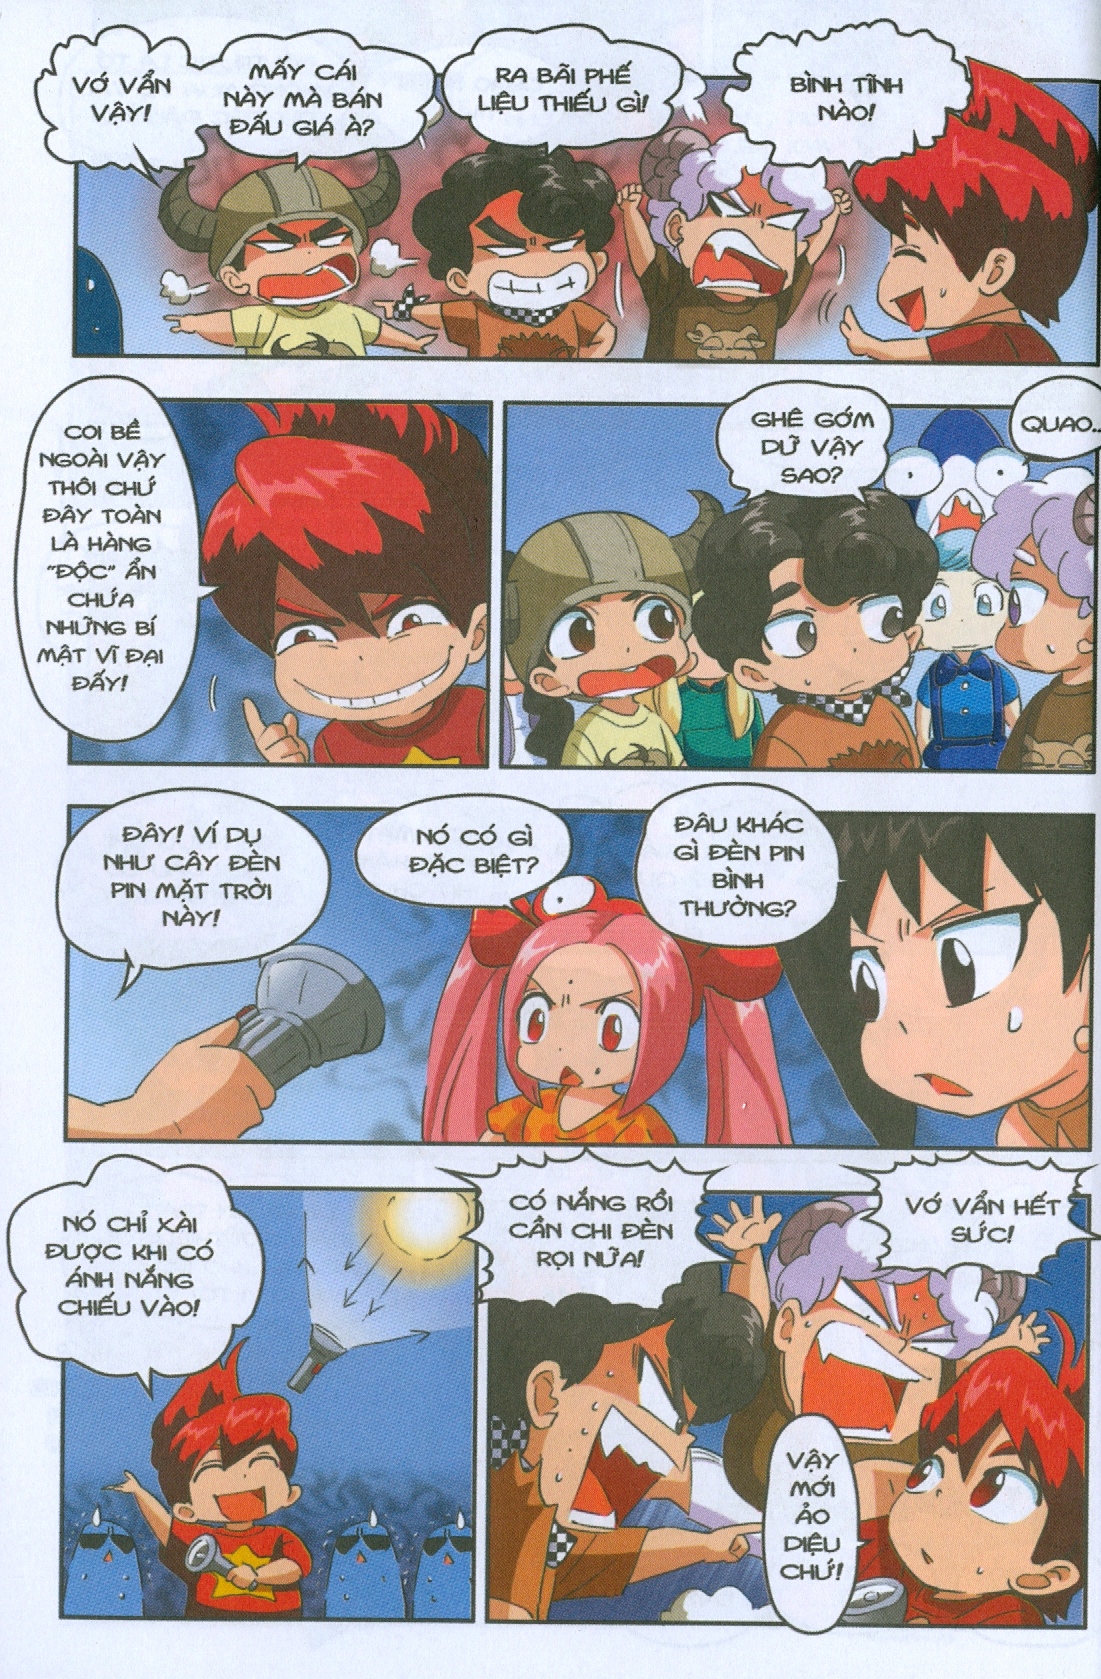 VỚ VẨN
VẬY!
MẤY CÁI
NÀY MÀ BÁN
ĐẤU GIÁ À?
RA BÃI PHẾ
LIỆU THIẾU GÌ!
BÌNH TĨNH
NÀO!
COI BỀ
NGOÀI VẬY
THÔI CHỨ
ĐÂY TOÀN
LÀ HÀNG
"ĐỘC" ẨN
CHỨA
NHỮNG BÍ
MẬT VĨ ĐẠI
ĐẤY!
GHÊ GỚM
DỮ VẬY
SAO?
QUAO..
ĐÂY! VÍ DỤ
NHƯ CÂY ĐÈN
PIN MẶT TRỜI
NÀY!
NÓ CÓ GÌ
ĐẶC BIỆT?
ĐÂU KHÁC
GÌ ĐÈN PIN
BÌNH
THƯỜNG?
NÓ CHỈ XÀI
ĐƯỢC KHI CÓ
ÁNH NẮNG
CHIẾU VÀO!
CÓ NẮNG RỒI
CẦN CHI ĐÈN
RỌI NỮA!
VỚ VẨN HẾT
SỨC!
VẬY
MỚI
ẢO
DIỆU
CHỨ!